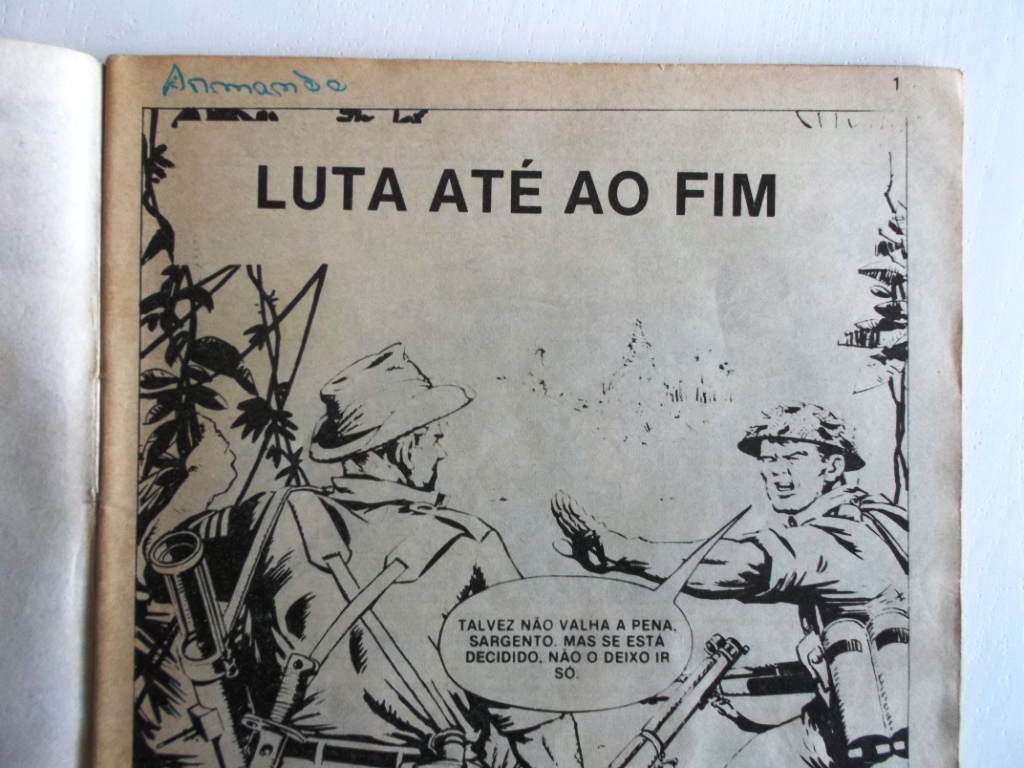 Armando
1
LUTA ATÉ AO FIM
TALVEZ NÃO VALHA A PENA,
SARGENTO. MAS SE ESTÁ
DECIDIDO, NÃO O DEIXO IR
SÓ.